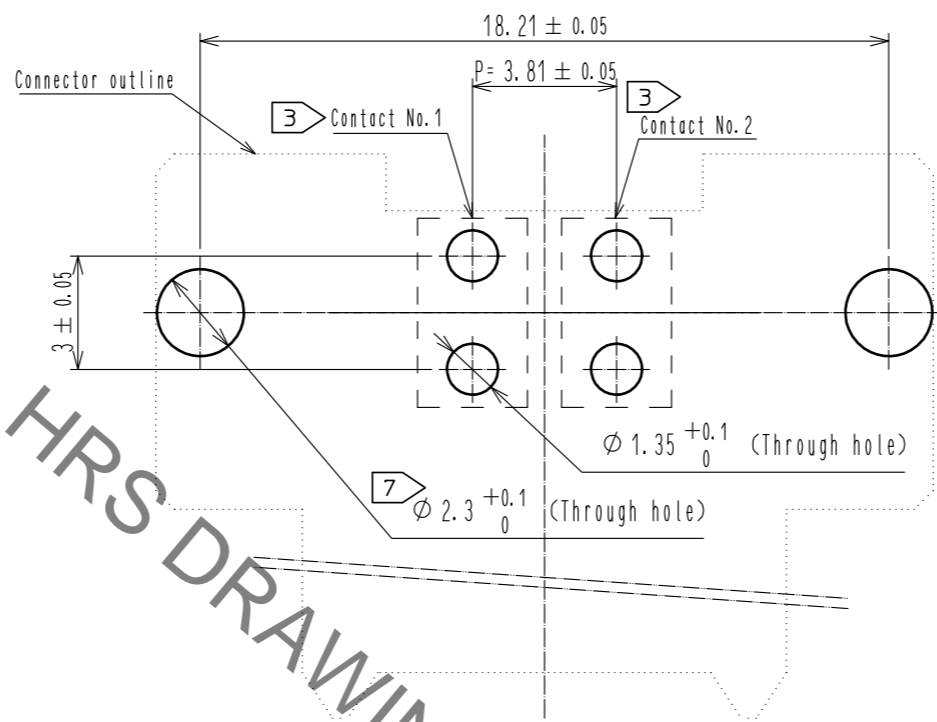 18.21 ± 0.05
P= 3.81 ± 0.05
Connector outline
3
Contact No.1
3
Contact No.2
3 ± 0.05
∅ 1.35 +0.1 0 (Through hole)
7
∅ 2.3 +0.1 0 (Through hole)
HRS DRAWIN